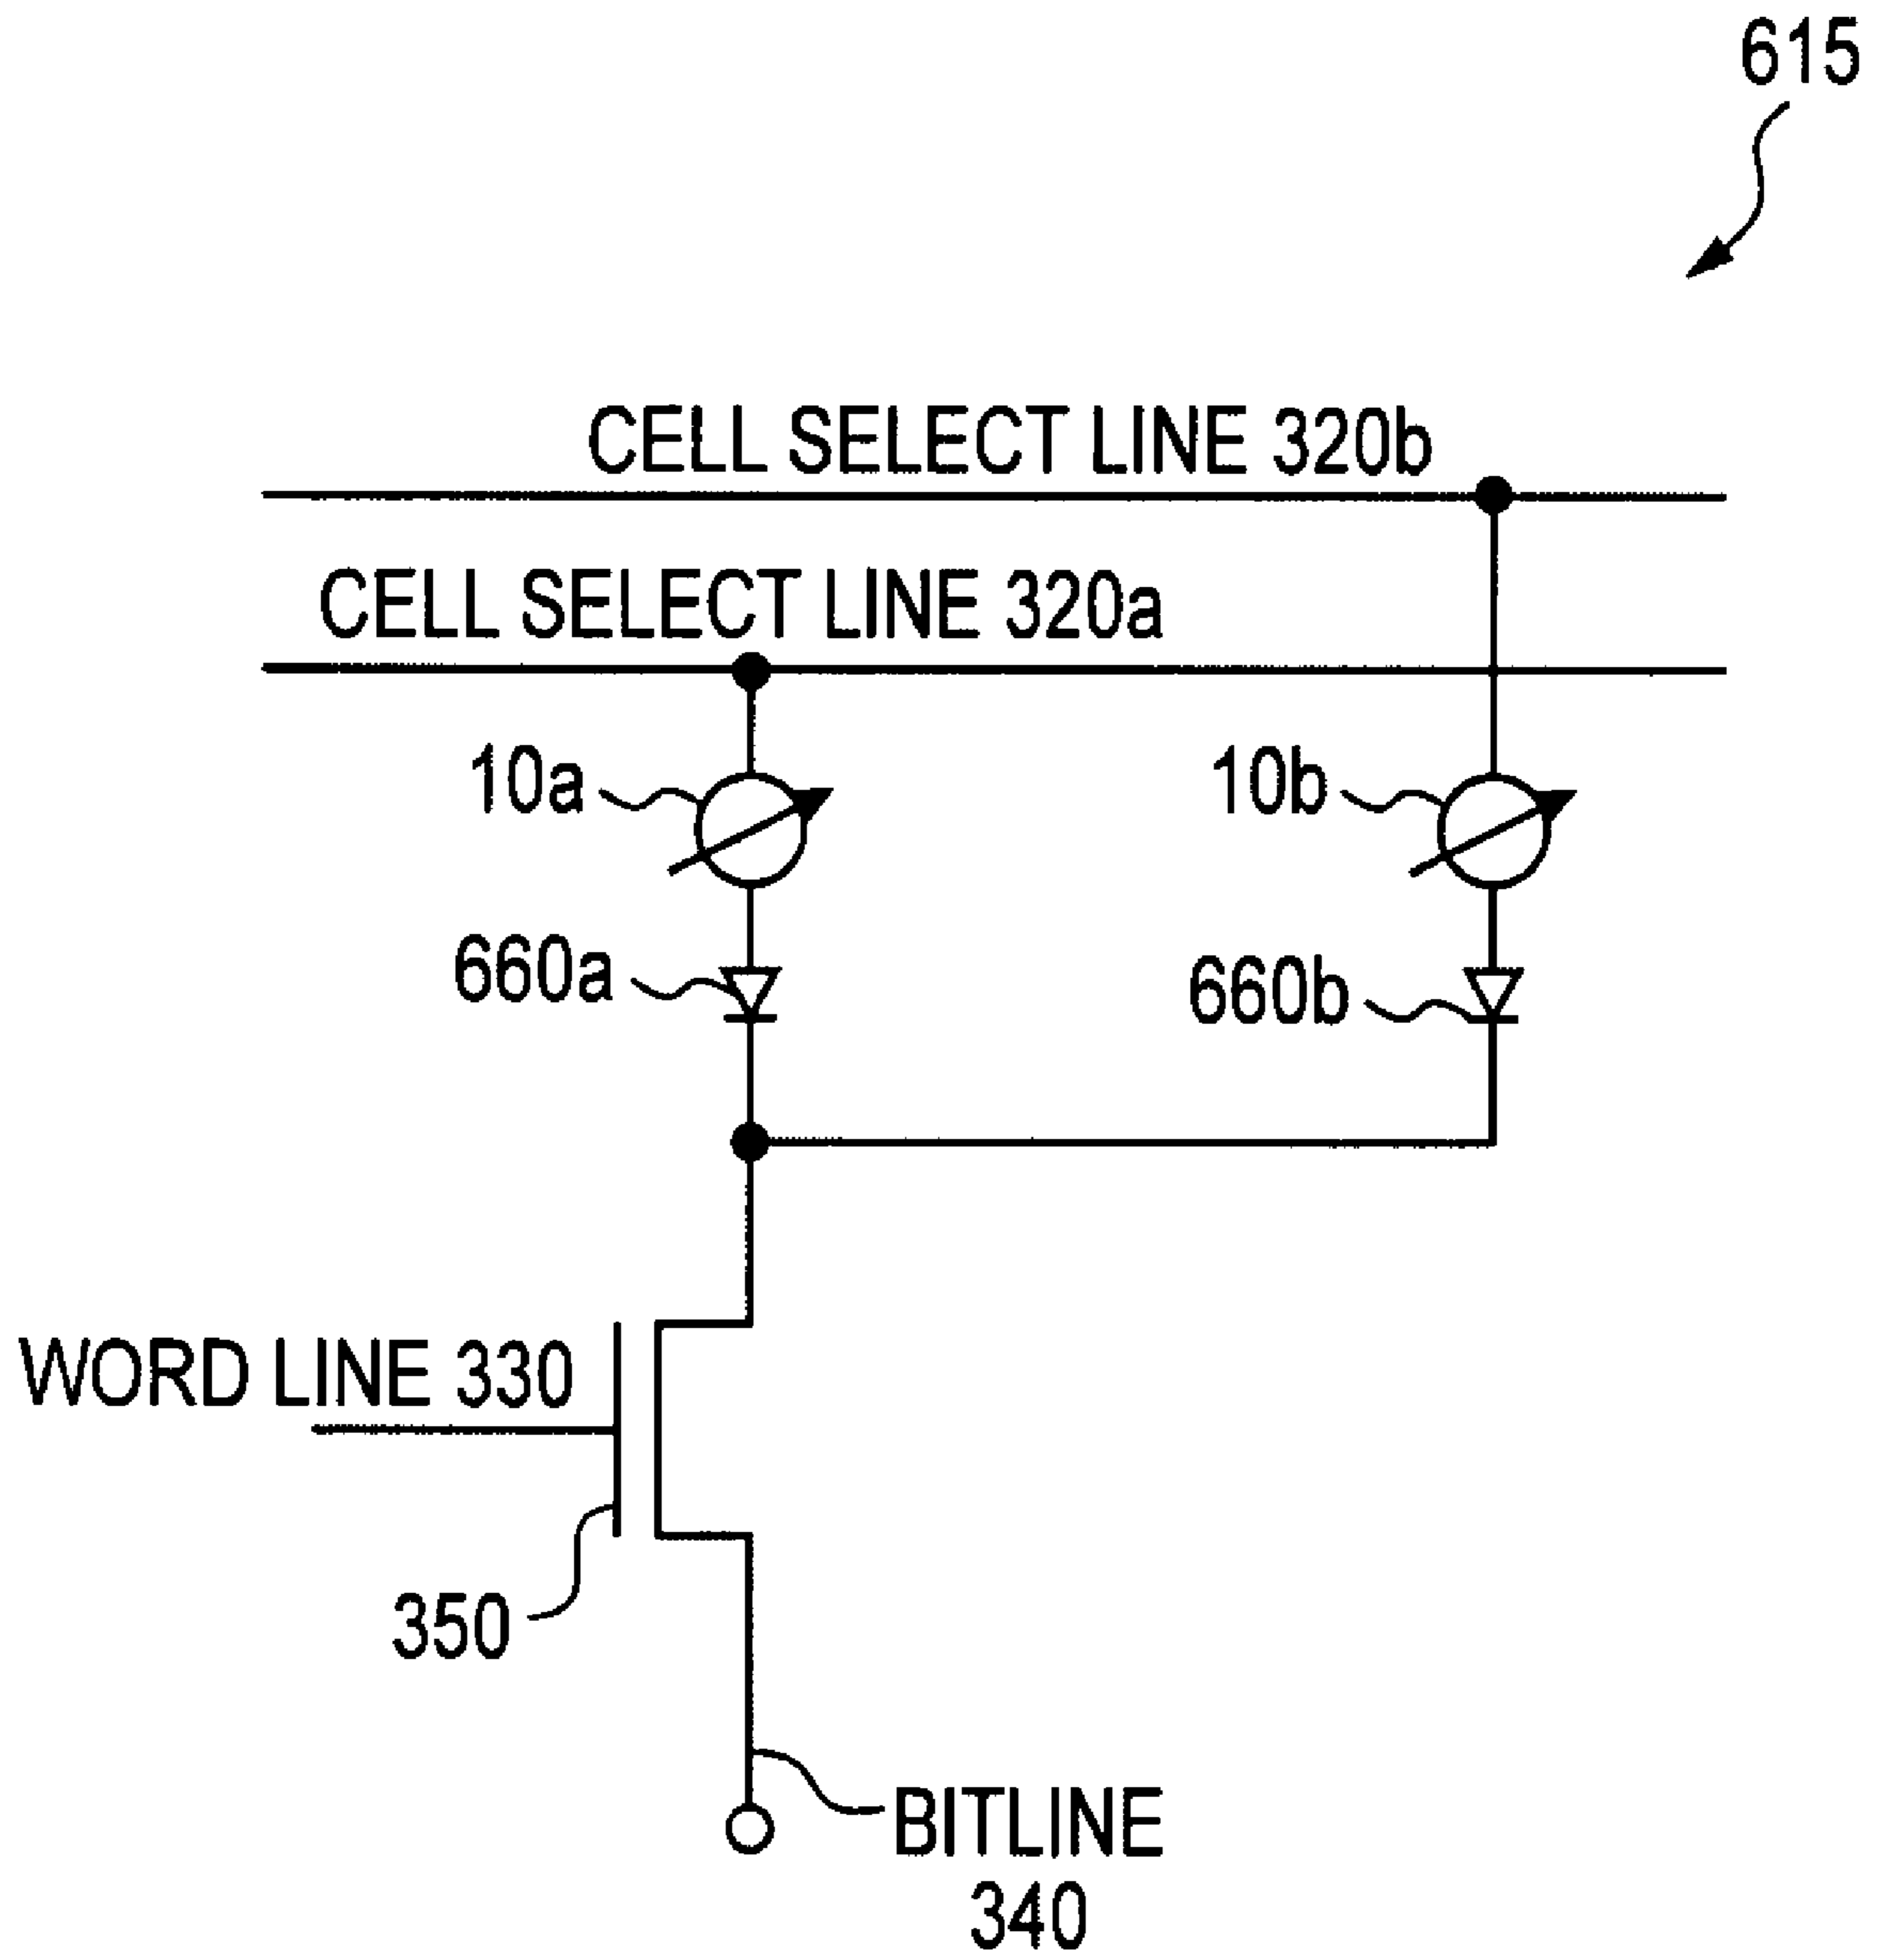 615
CELL SELECT LINE 320b
CELL SELECT LINE 320a
10a
10b
660a
660b
WORD LINE 330
350
BITLINE
340